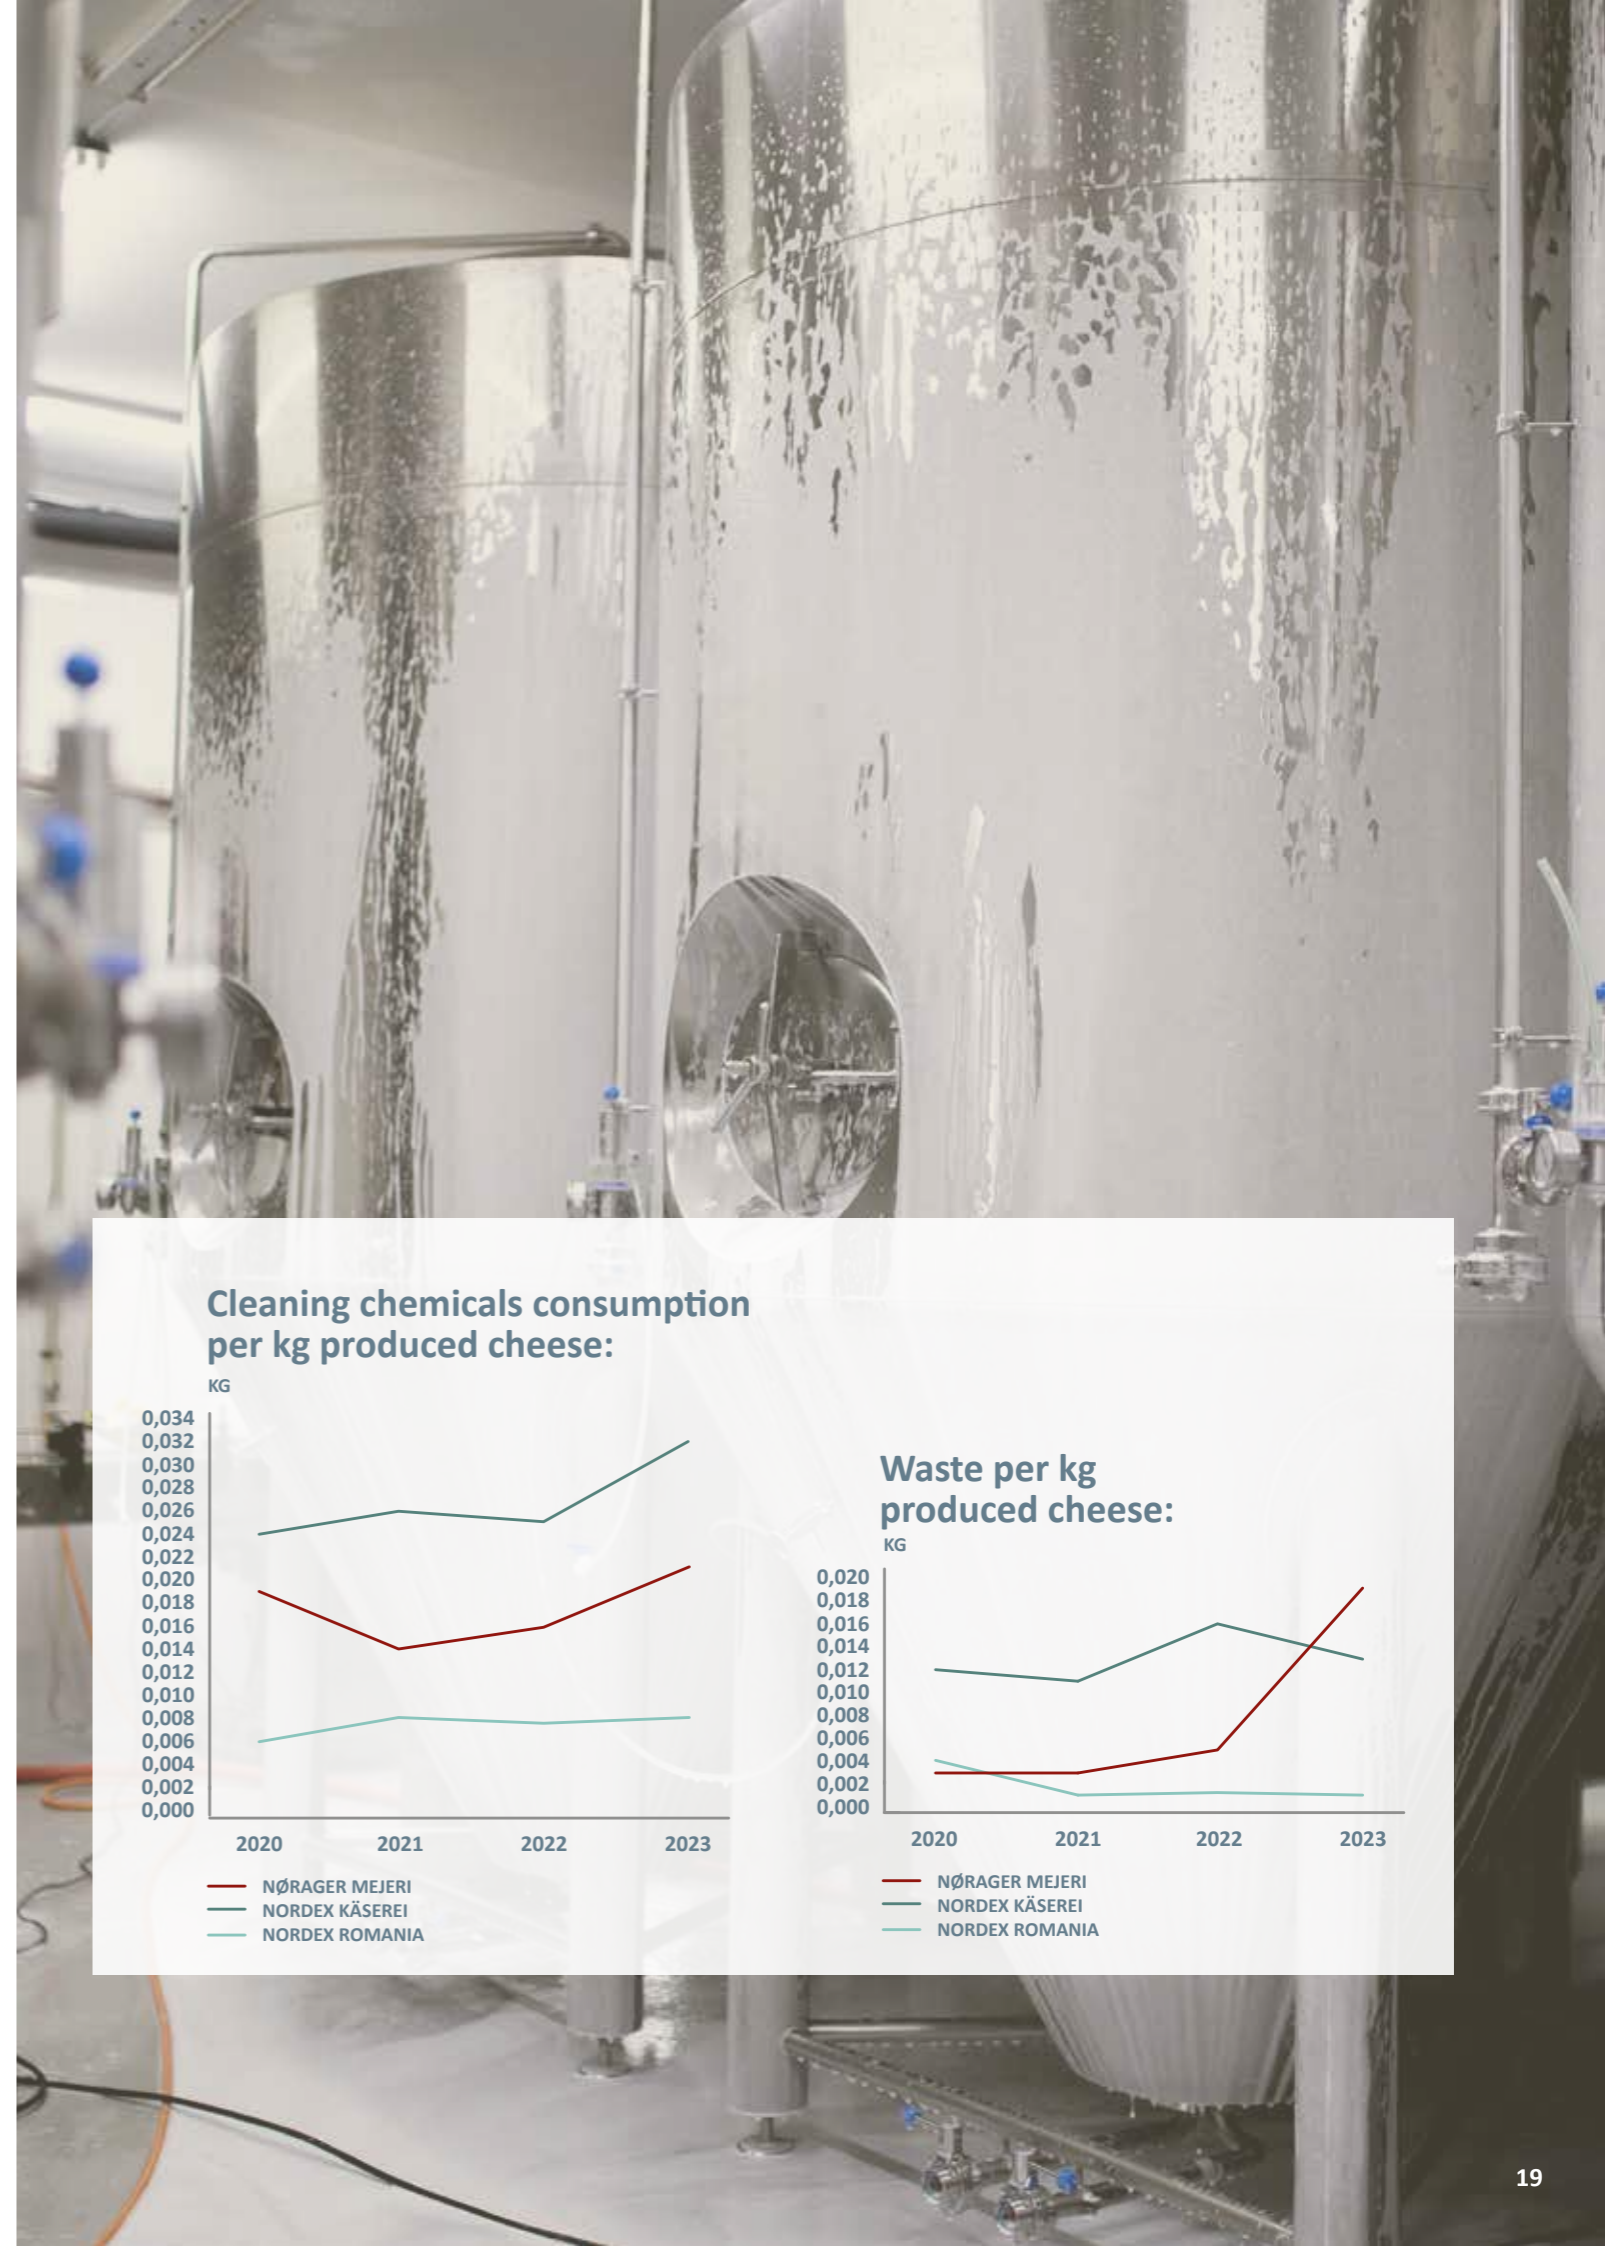 Cleaning chemicals consumption
per kg produced cheese:
KG
0,034
0,032
0,030
0,028
0,026
0,024
0,022
0,020
0,018
0,016
0,014
0,012
0,010
0,008
0,006
0,004
0,002
0,000
2020 2021 2022 2023
NØRAGER MEJERI
NORDEX KÄSEREI
NORDEX ROMANIA
Waste per kg
produced cheese:
KG
0,020
0,018
0,016
0,014
0,012
0,010
0,008
0,006
0,004
0,002
0,000
2020 2021 2022 2023
NØRAGER MEJERI
NORDEX KÄSEREI
NORDEX ROMANIA
19